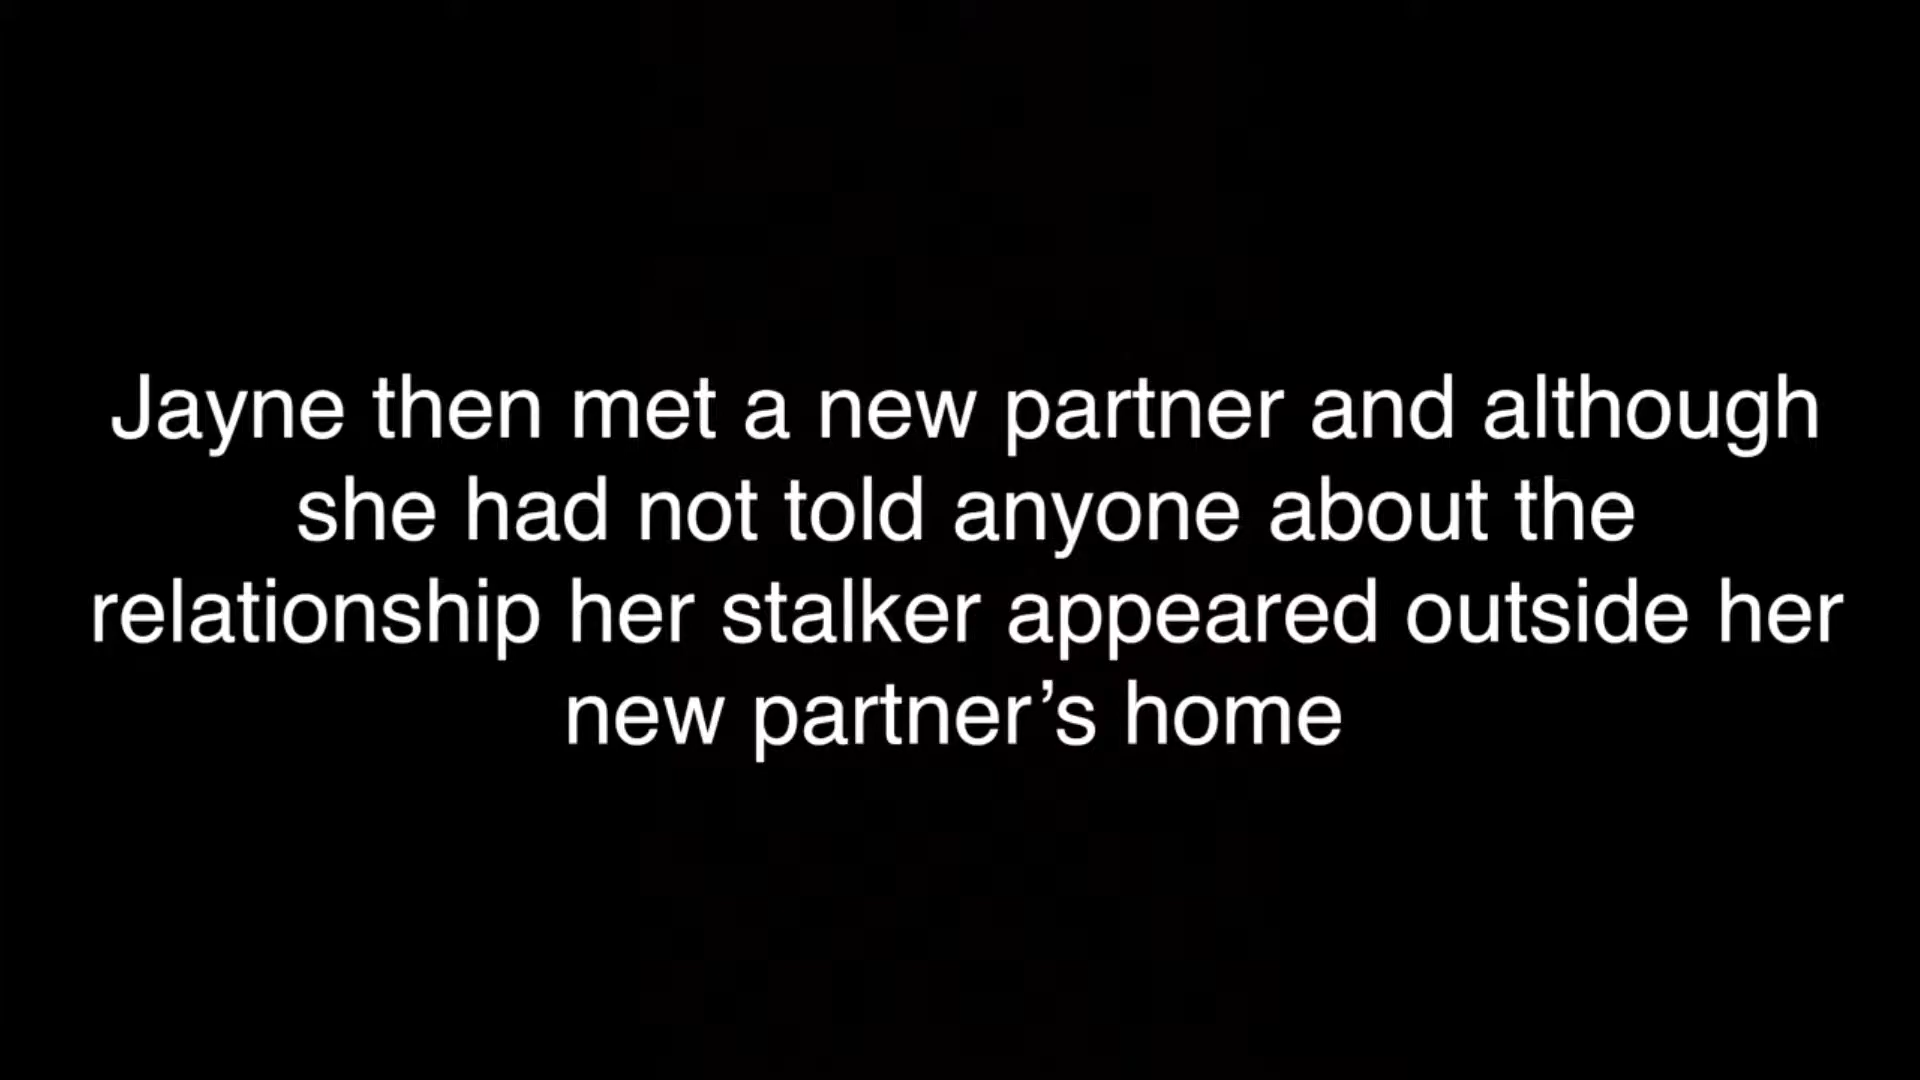 Jayne then met a new partner and although
she had not told anyone about the
relationship her stalker appeared outside her
new partner’s home